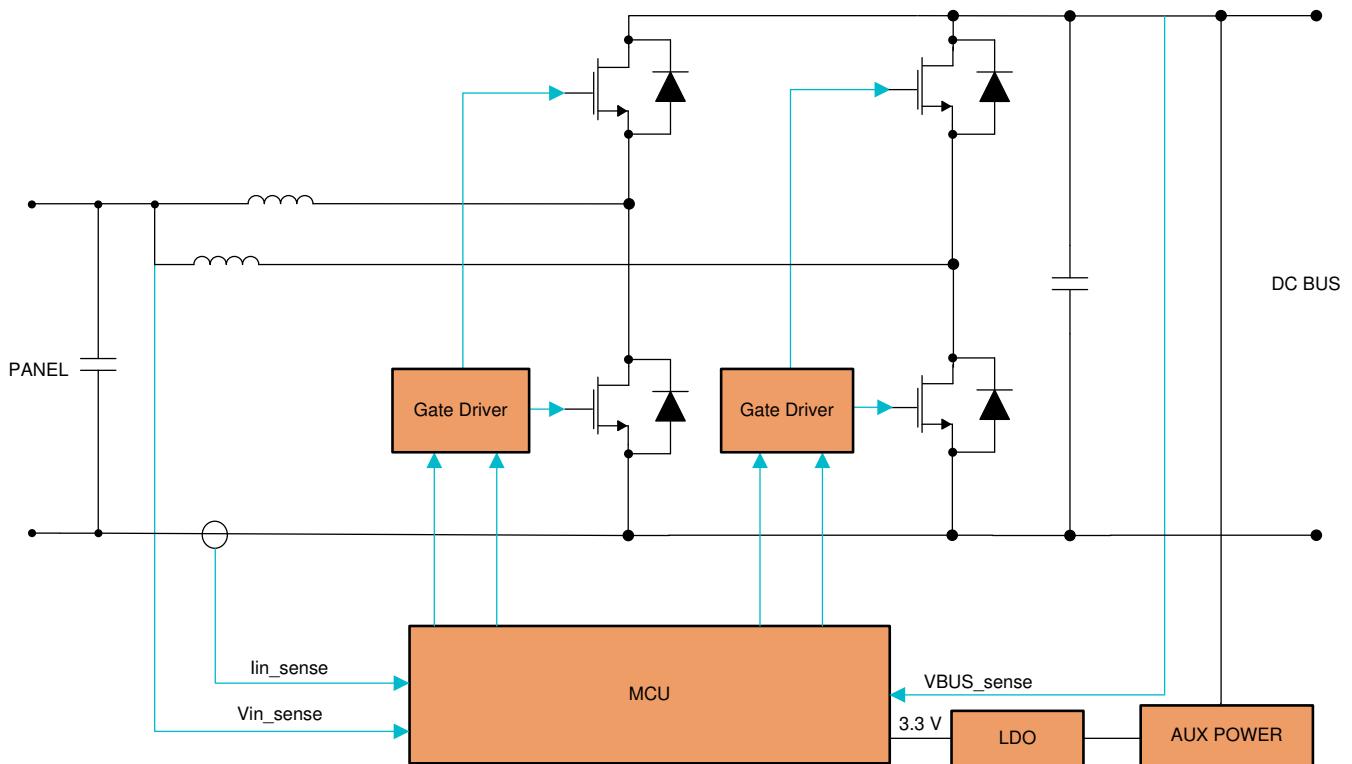 DC BUS
PANEL
Gate Driver
Gate Driver
Iin_sense
Vin_sense
MCU
VBUS_sense
3.3 V
LDO
AUX POWER